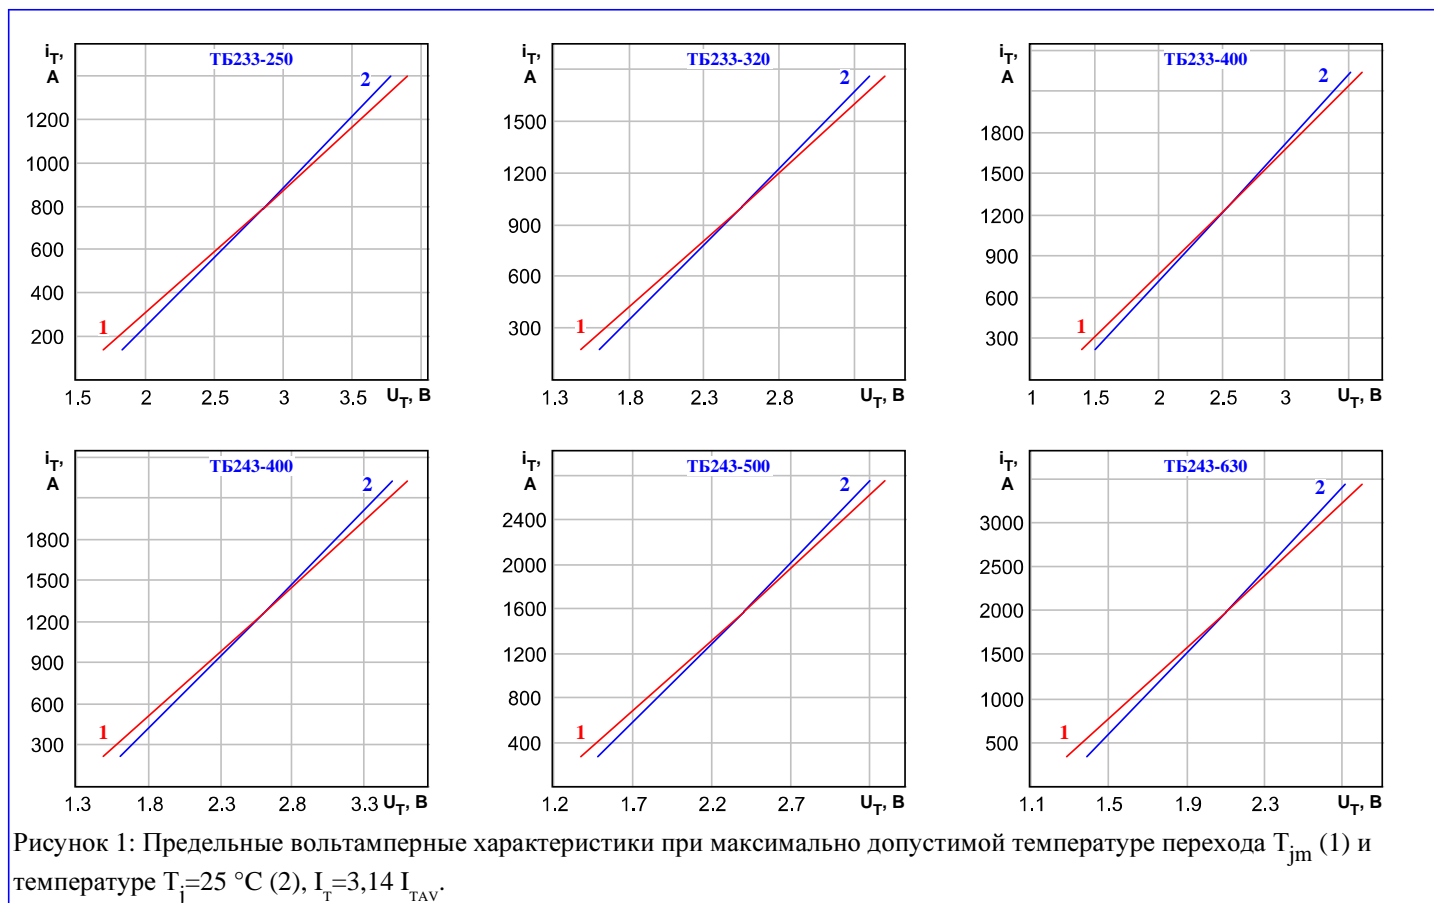 iT, A
ТБ233-250
2
1200
1000
800
600
400
200
1
1.5 2 2.5 3 3.5 UT, В
iT, A
ТБ233-320
2
1500
1200
900
600
300
1
1.3 1.8 2.3 2.8 UT, В
iT, A
ТБ233-400
2
1800
1500
1200
900
600
300
1
1 1.5 2 2.5 3 UT, В
iT, A
ТБ243-400
2
1800
1500
1200
900
600
300
1
1.3 1.8 2.3 2.8 3.3 UT, В
iT, A
ТБ243-500
2
2400
2000
1600
1200
800
400
1
1.2 1.7 2.2 2.7 UT, В
iT, A
ТБ243-630
2
3000
2500
2000
1500
1000
500
1
1.1 1.5 1.9 2.3 UT, В
Рисунок 1: Предельные вольтамперные характеристики при максимально допустимой температуре перехода Tjm (1) и
температуре Tj=25 °C (2), IT=3,14 ITAV.